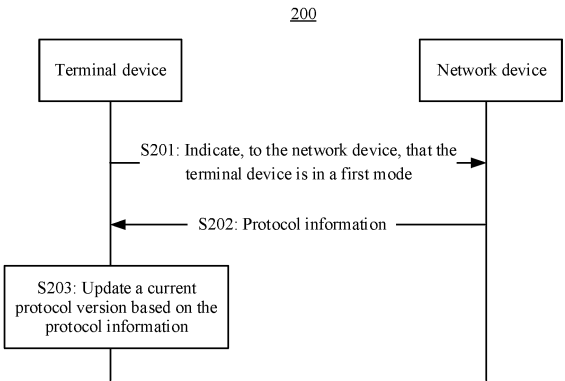 200
Terminal device
Network device
S201: Indicate, to the network device, that the
terminal device is in a first mode
S202: Protocol information
S203: Update a current
protocol version based on the
protocol information